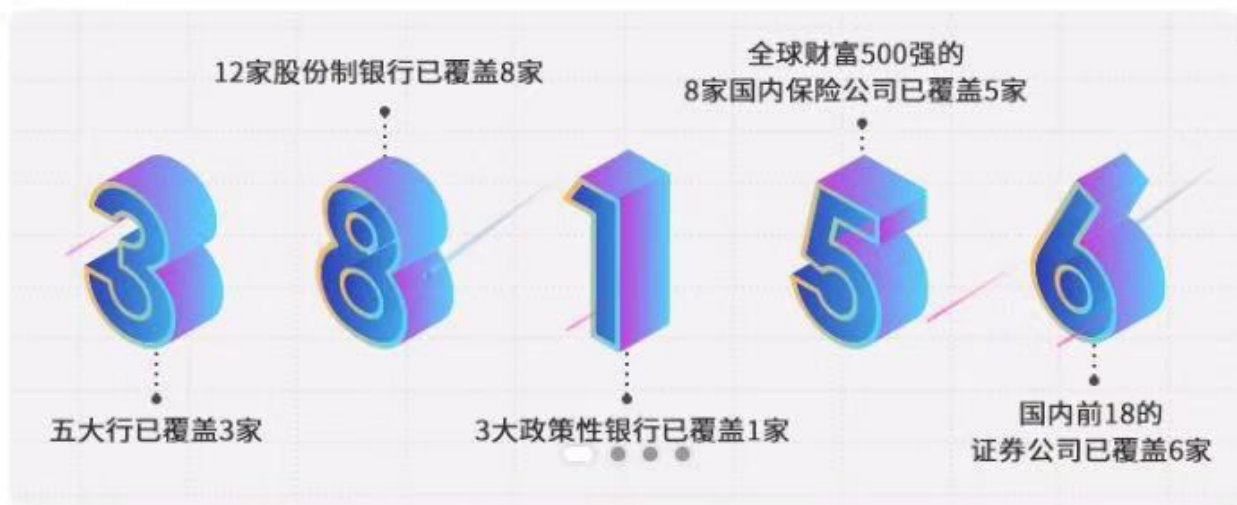 12家股份制银行已覆盖8家
全球财富500强的
8家国内保险公司已覆盖5家
3
8
1
5
6
五大行已覆盖3家
3大政策性银行已覆盖1家
国内前18的
证券公司已覆盖6家